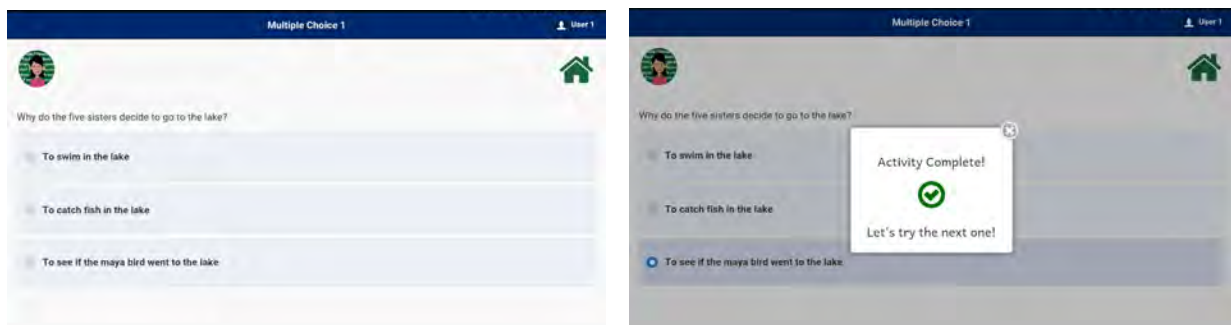 Multiple Choice 1
User 1
Why do the five sisters decide to go to the lake?
To swim in the lake
To catch fish in the lake
To see if the maya bird went to the lake
Multiple Choice 1
User 1
Why do the five sisters decide to go to the lake?
To swim in the lake
To catch fish in the lake
To see if the maya bird went to the lake
Activity Complete!
Let's try the next one!